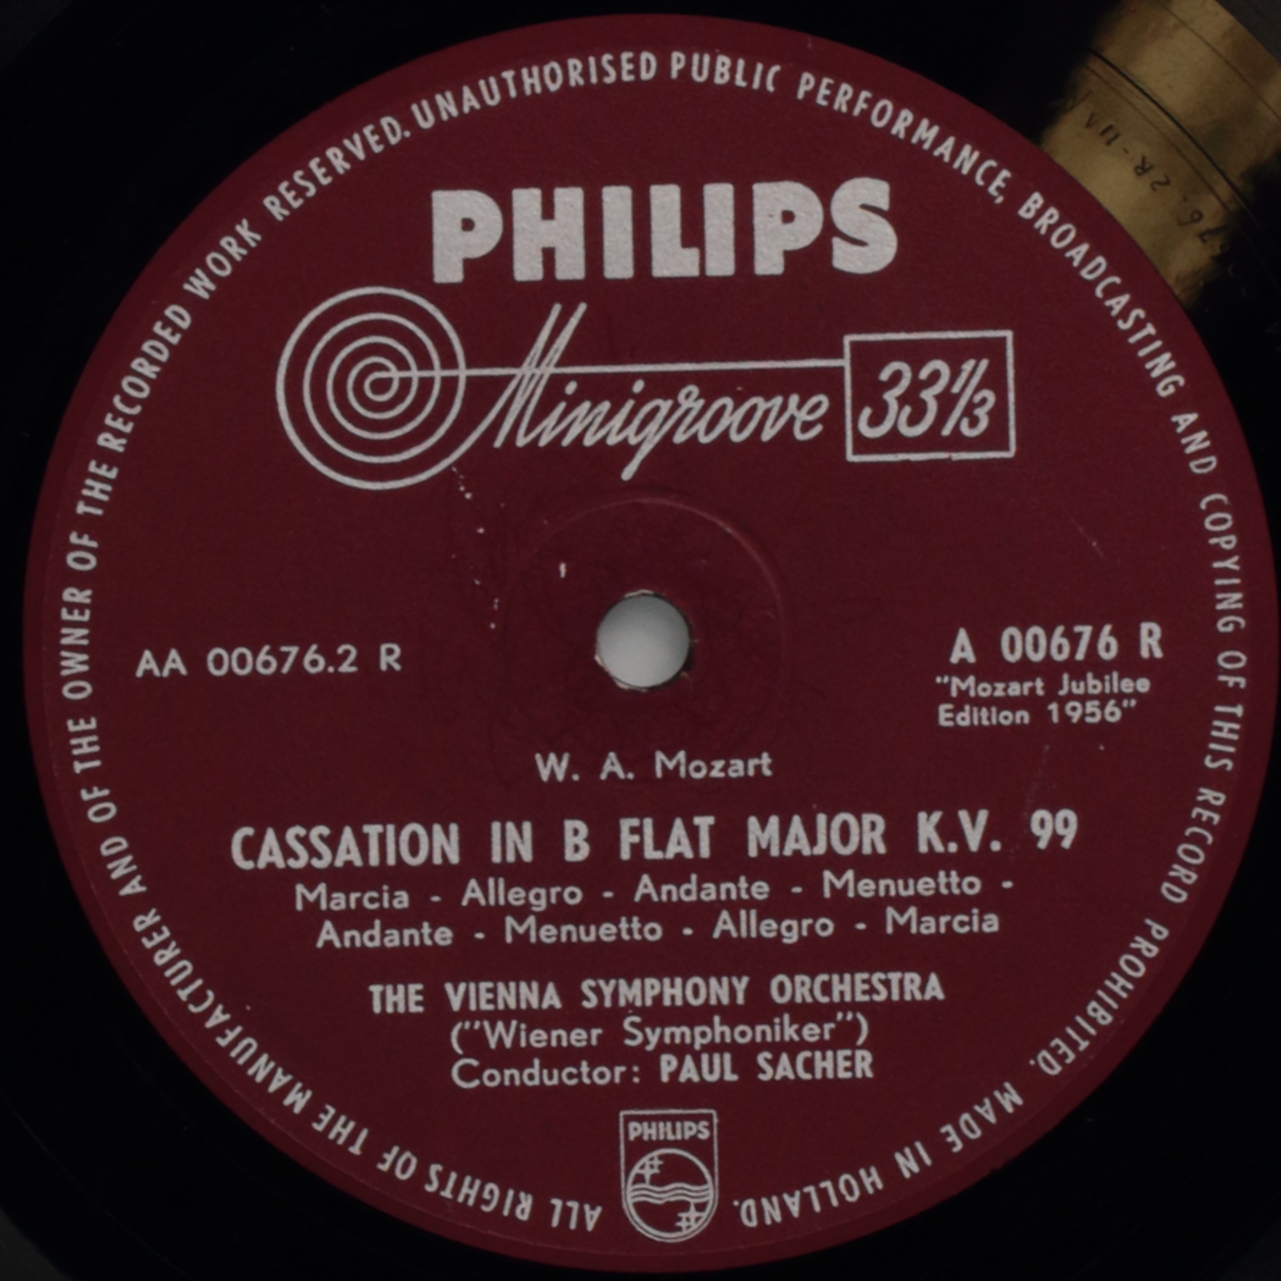 ALL RIGHTS OF THE MANUFACTURER AND OF THE OWNER OF THE RECORDED WORK RESERVED. UNAUTHORISED PUBLIC PERFORMANCE, BROADCASTING AND COPYING OF THIS RECORD PROHIBITED. MADE IN HOLLAND.
PHILIPS
Minigroove 33⅓
AA 00676.2 R
A 00676 R
"Mozart Jubilee
Edition 1956"
W. A. Mozart
CASSATION IN B FLAT MAJOR K.V. 99
Marcia - Allegro - Andante - Menuetto -
Andante - Menuetto - Allegro - Marcia
THE VIENNA SYMPHONY ORCHESTRA
("Wiener Symphoniker")
Conductor: PAUL SACHER
PHILIPS